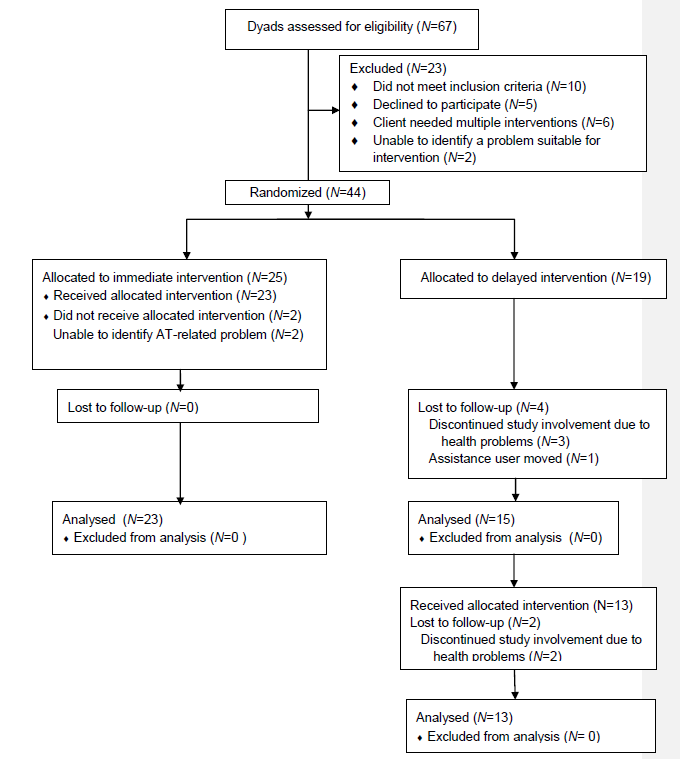 Dyads assessed for eligibility (N=67)
Excluded (N=23)
♦ Did not meet inclusion criteria (N=10)
♦ Declined to participate (N=5)
♦ Client needed multiple interventions (N=6)
♦ Unable to identify a problem suitable for
intervention (N=2)
Randomized (N=44)
Allocated to immediate intervention (N=25)
♦ Received allocated intervention (N=23)
♦ Did not receive allocated intervention (N=2)
Unable to identify AT-related problem (N=2)
Allocated to delayed intervention (N=19)
Lost to follow-up (N=0)
Lost to follow-up (N=4)
Discontinued study involvement due to
health problems (N=3)
Assistance user moved (N=1)
Analysed (N=23)
♦ Excluded from analysis (N=0 )
Analysed (N=15)
♦ Excluded from analysis (N=0)
Received allocated intervention (N=13)
Lost to follow-up (N=2)
Discontinued study involvement due to
health problems (N=2)
Analysed (N=13)
♦ Excluded from analysis (N= 0)